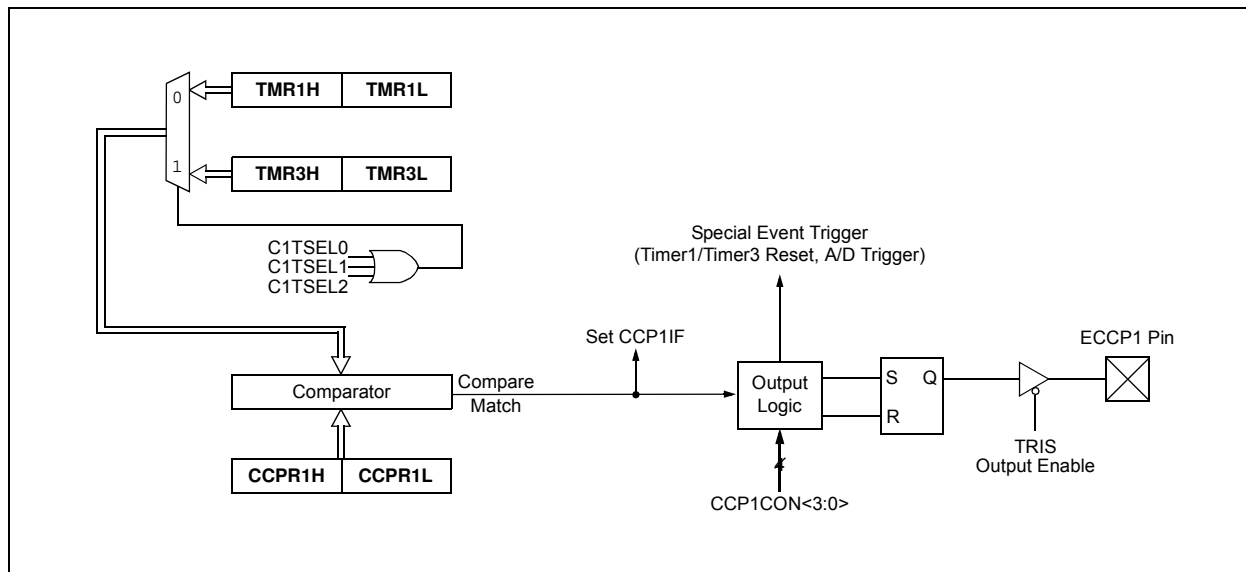 0
TMR1H TMR1L
1
TMR3H TMR3L
C1TSEL0
C1TSEL1
C1TSEL2
Special Event Trigger
(Timer1/Timer3 Reset, A/D Trigger)
Set CCP1IF
ECCP1 Pin
Comparator
Compare
Match
Output
Logic
S Q
R
TRIS
Output Enable
CCPR1H CCPR1L
4
CCP1CON<3:0>